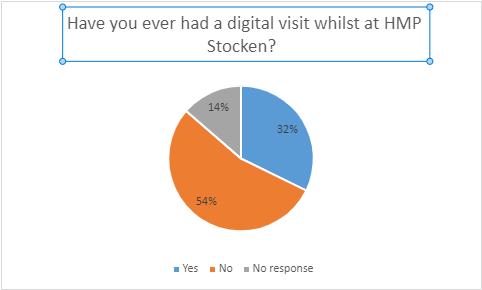 Have you ever had a digital visit whilst at HMP
Stocken?
14%
32%
54%
Yes No No response